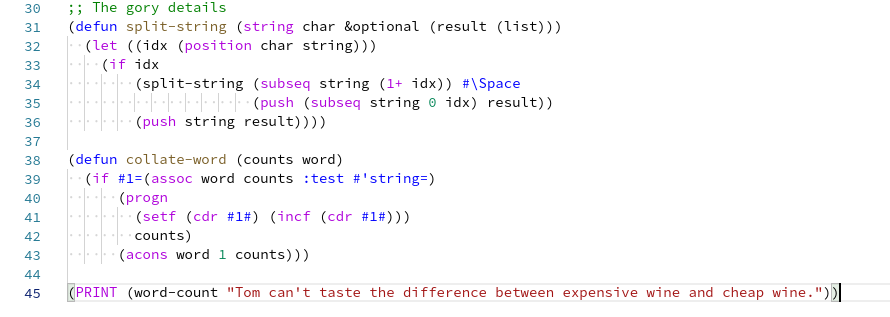 30 ;; The gory details
31 (defun split-string (string char &optional (result (list)))
32   (let ((idx (position char string)))
33     (if idx
34         (split-string (subseq string (1+ idx)) #\Space
35                       (push (subseq string 0 idx) result))
36         (push string result))))
37
38 (defun collate-word (counts word)
39   (if #1=(assoc word counts :test #'string=)
40       (progn
41         (setf (cdr #1#) (incf (cdr #1#)))
42         counts)
43       (acons word 1 counts)))
44
45 (PRINT (word-count "Tom can't taste the difference between expensive wine and cheap wine."))